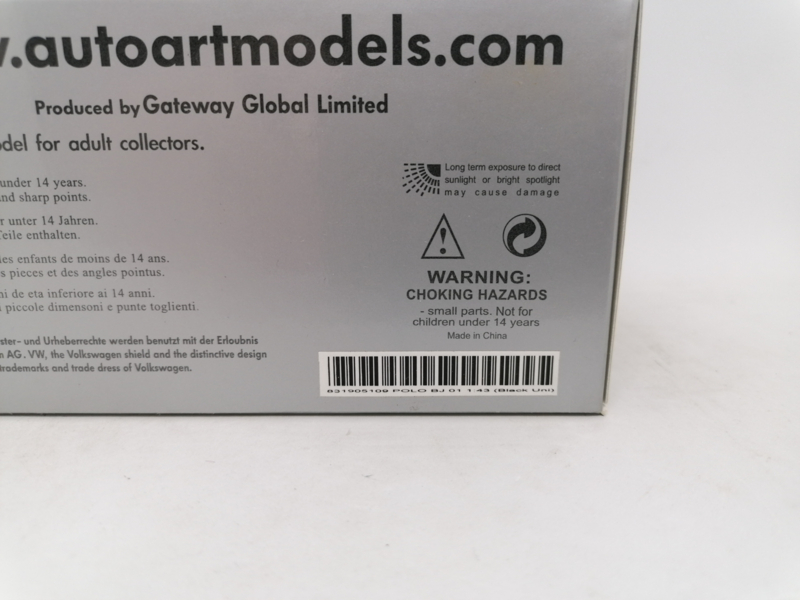 .autoartmodels.com
Produced by Gateway Global Limited
del for adult collectors.
under 14 years.
nd sharp points.
r unter 14 Jahren.
eile enthalten.
es enfants de moins de 14 ans.
s pieces et des angles pointus.
ni de eta inferiore ai 14 anni.
piccole dimensoni e punte toglienti.
ster- und Urheberrechte werden benutzt mit der Erlaubnis
n AG. VW, the Volkswagen shield and the distinctive design
trademarks and trade dress of Volkswagen.
Long term exposure to direct
sunlight or bright spotlight
may cause damage
WARNING:
CHOKING HAZARDS
- small parts. Not for
children under 14 years
Made in China
831905109 POLO BJ 01 1 43 (Black Uni)